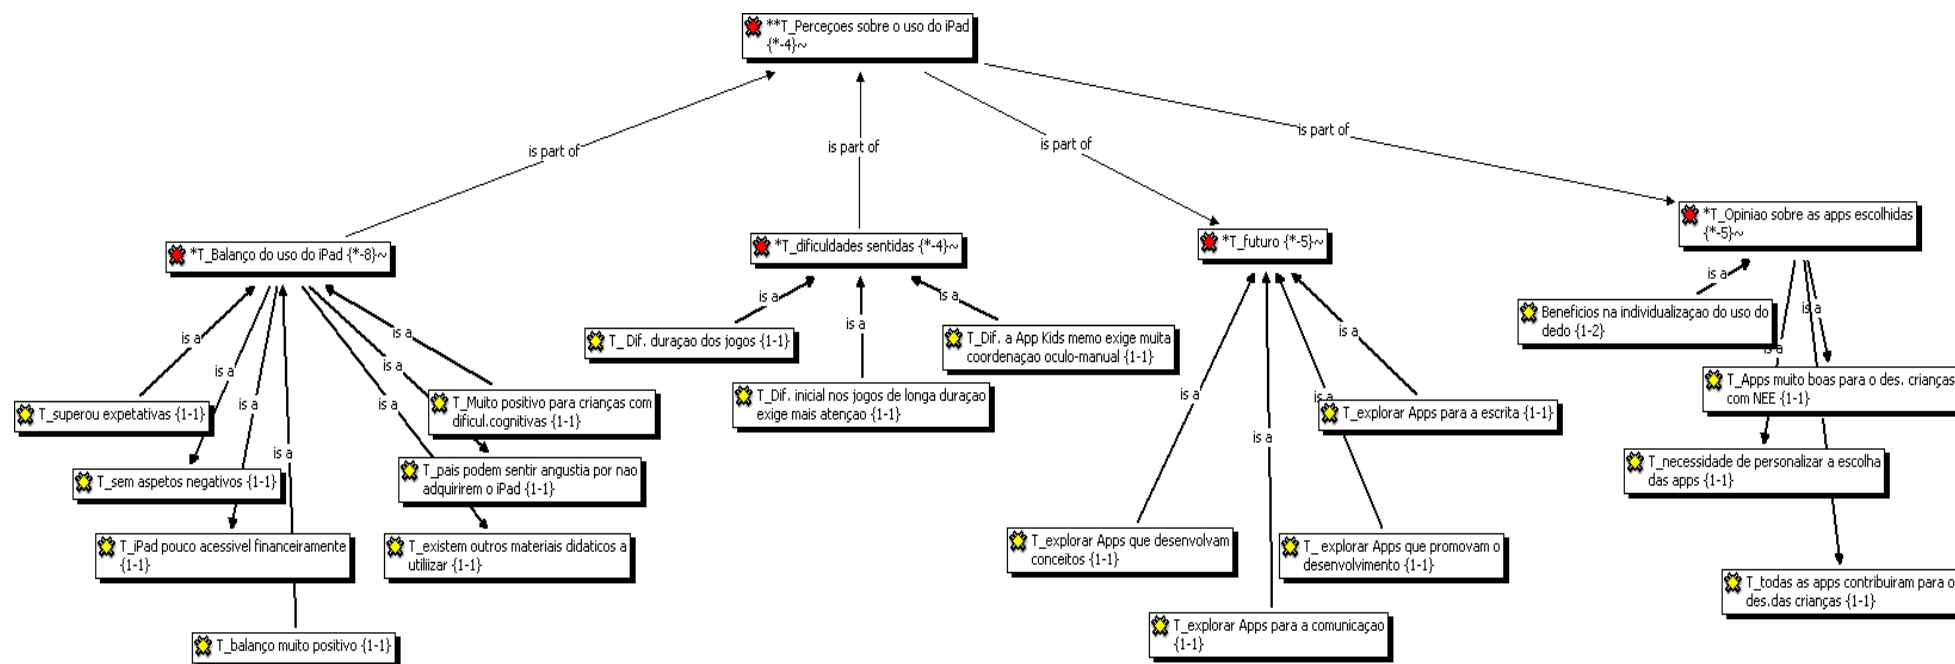 **T_Perceçoes sobre o uso do iPad
{*-4}~
is part of
is part of
is part of
is part of
*T_Balanço do uso do iPad {*-8}~
*T_dificuldades sentidas {*-4}~
*T_futuro {*-5}~
*T_Opiniao sobre as apps escolhidas
{*-5}~
is a
is a
is a
is a
is a
is a
is a
T_superou expetativas {1-1}
T_sem aspetos negativos {1-1}
T_iPad pouco acessivel financeiramente
{1-1}
T_balanço muito positivo {1-1}
T_Muito positivo para crianças com
dificul.cognitivas {1-1}
T_pais podem sentir angustia por nao
adquirirem o iPad {1-1}
T_existem outros materiais didaticos a
utiliizar {1-1}
is a
is a
is a
T_ Dif. duraçao dos jogos {1-1}
T_Dif. inicial nos jogos de longa duraçao
exige mais atençao {1-1}
T_Dif. a App Kids memo exige muita
coordenaçao oculo-manual {1-1}
is a
is a
is a
is a
T_explorar Apps para a escrita {1-1}
T_explorar Apps que desenvolvam
conceitos {1-1}
T_ explorar Apps que promovam o
desenvolvimento {1-1}
T_explorar Apps para a comunicaçao
{1-1}
is a
is a
is a
Beneficios na individualizaçao do uso do
dedo {1-2}
T_Apps muito boas para o des. crianças
com NEE {1-1}
T_necessidade de personalizar a escolha
das apps {1-1}
T_todas as apps contribuiram para o
des.das crianças {1-1}